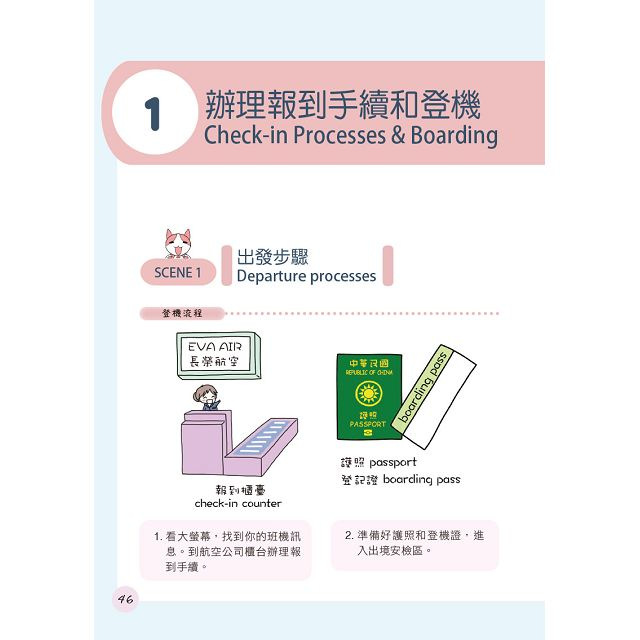 1
辦理報到手續和登機
Check-in Processes & Boarding
SCENE 1
出發步驟
Departure processes
登機流程
EVA AIR
長榮航空
中華民國
REPUBLIC OF CHINA
護照
PASSPORT
boarding pass
報到櫃臺
check-in counter
護照 passport
登記證 boarding pass
1. 看大螢幕，找到你的班機訊
息。到航空公司櫃台辦理報
到手續。
2. 準備好護照和登機證，進
入出境安檢區。
46